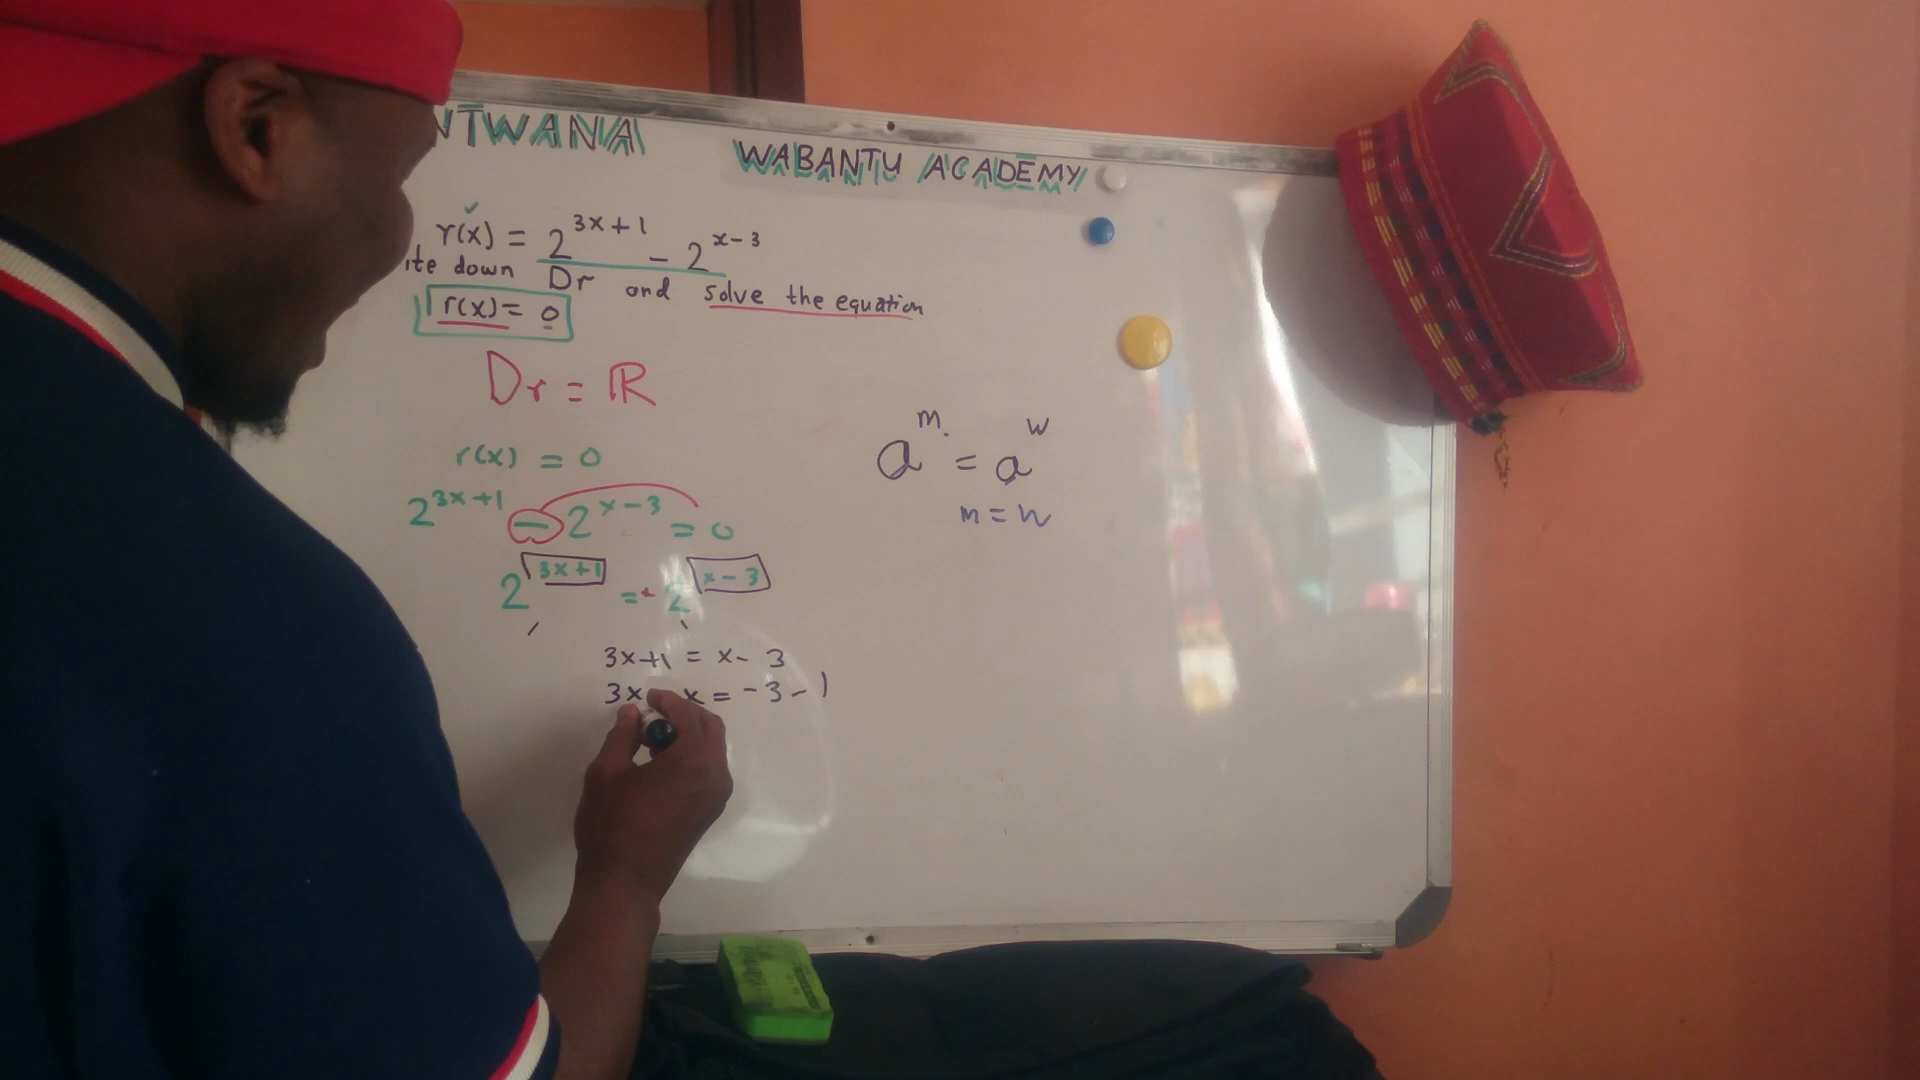 NTWANA WABANTU ACADEMY
r(x) = 2^{3x+1} - 2^{x-3}
ite down Dr and solve the equation
r(x) = 0
Dr = ℝ
r(x) = 0
2^{3x+1} - 2^{x-3} = 0
2^{3x+1} = + 2^{x-3}
3x+1 = x - 3
3x x = -3 - 1
a^m. = a^w
m = n